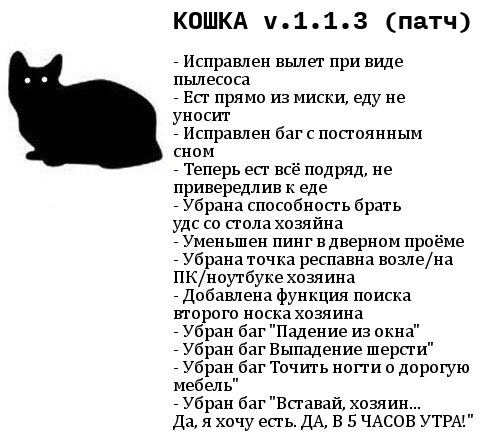 КОШКА v.1.1.3 (патч)
- Исправлен вылет при виде
пылесоса
- Ест прямо из миски, еду не
уносит
- Исправлен баг с постоянным
сном
- Теперь ест всё подряд, не
привередлив к еде
- Убрана способность брать
удс со стола хозяйна
- Уменьшен пинг в дверном проёме
- Убрана точка респавна возле/на
ПК/ноутбуке хозяина
- Добавлена функция поиска
второго носка хозяина
- Убран баг "Падение из окна"
- Убран баг Выпадение шерсти"
- Убран баг Точить ногти о дорогую
мебель"
- Убран баг "Вставай, хозяин...
Да, я хочу есть. ДА, В 5 ЧАСОВ УТРА!"